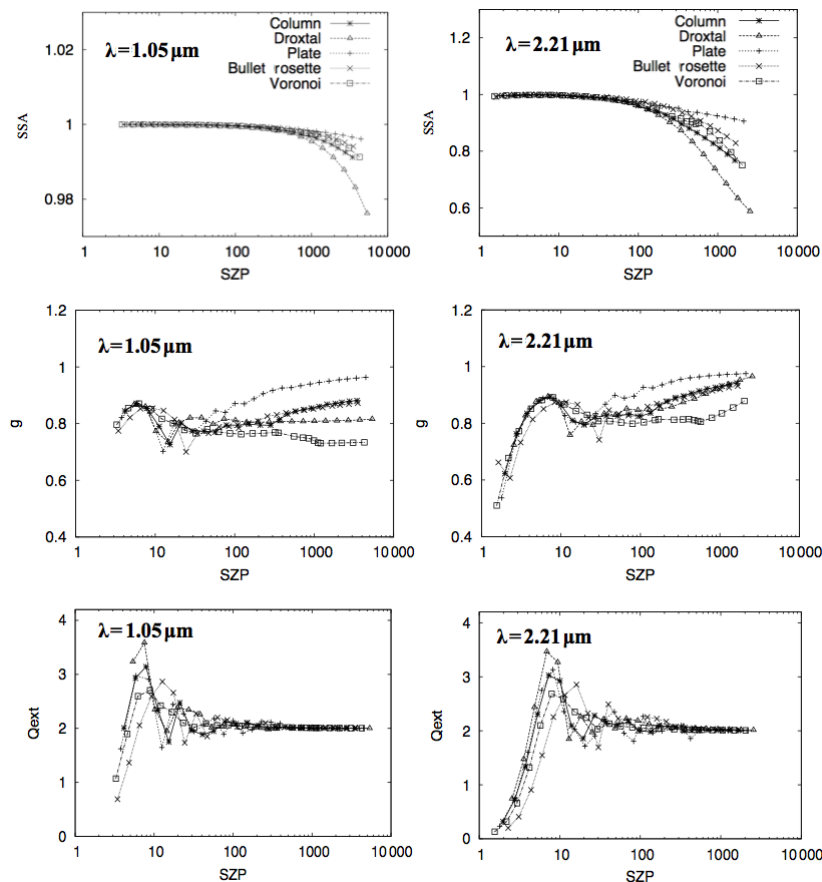 1.02
1
0.98
SSA
λ=1.05 μm
1 10 100 1000 10000
SZP
1.2
1
0.8
0.6
SSA
λ=2.21 μm
Column
Droxtal
Plate
Bullet rosette
Voronoi
1 10 100 1000 10000
SZP
1.2
1
0.8
0.6
0.4
g
λ=1.05 μm
1 10 100 1000 10000
SZP
1.2
1
0.8
0.6
0.4
g
λ=2.21 μm
1 10 100 1000 10000
SZP
4
3
2
1
0
Qext
λ=1.05 μm
1 10 100 1000 10000
SZP
4
3
2
1
0
Qext
λ=2.21 μm
1 10 100 1000 10000
SZP
Column
Droxtal
Plate
Bullet rosette
Voronoi